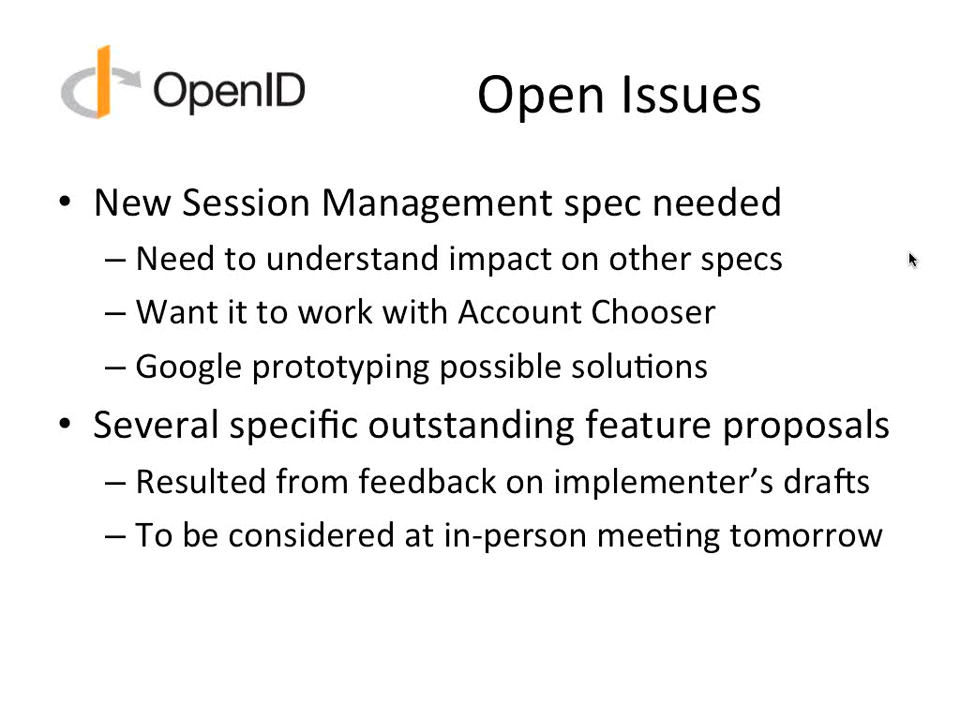 OpenID
Open Issues
• New Session Management spec needed
– Need to understand impact on other specs
– Want it to work with Account Chooser
– Google prototyping possible solutions
• Several specific outstanding feature proposals
– Resulted from feedback on implementer’s drafts
– To be considered at in-person meeting tomorrow